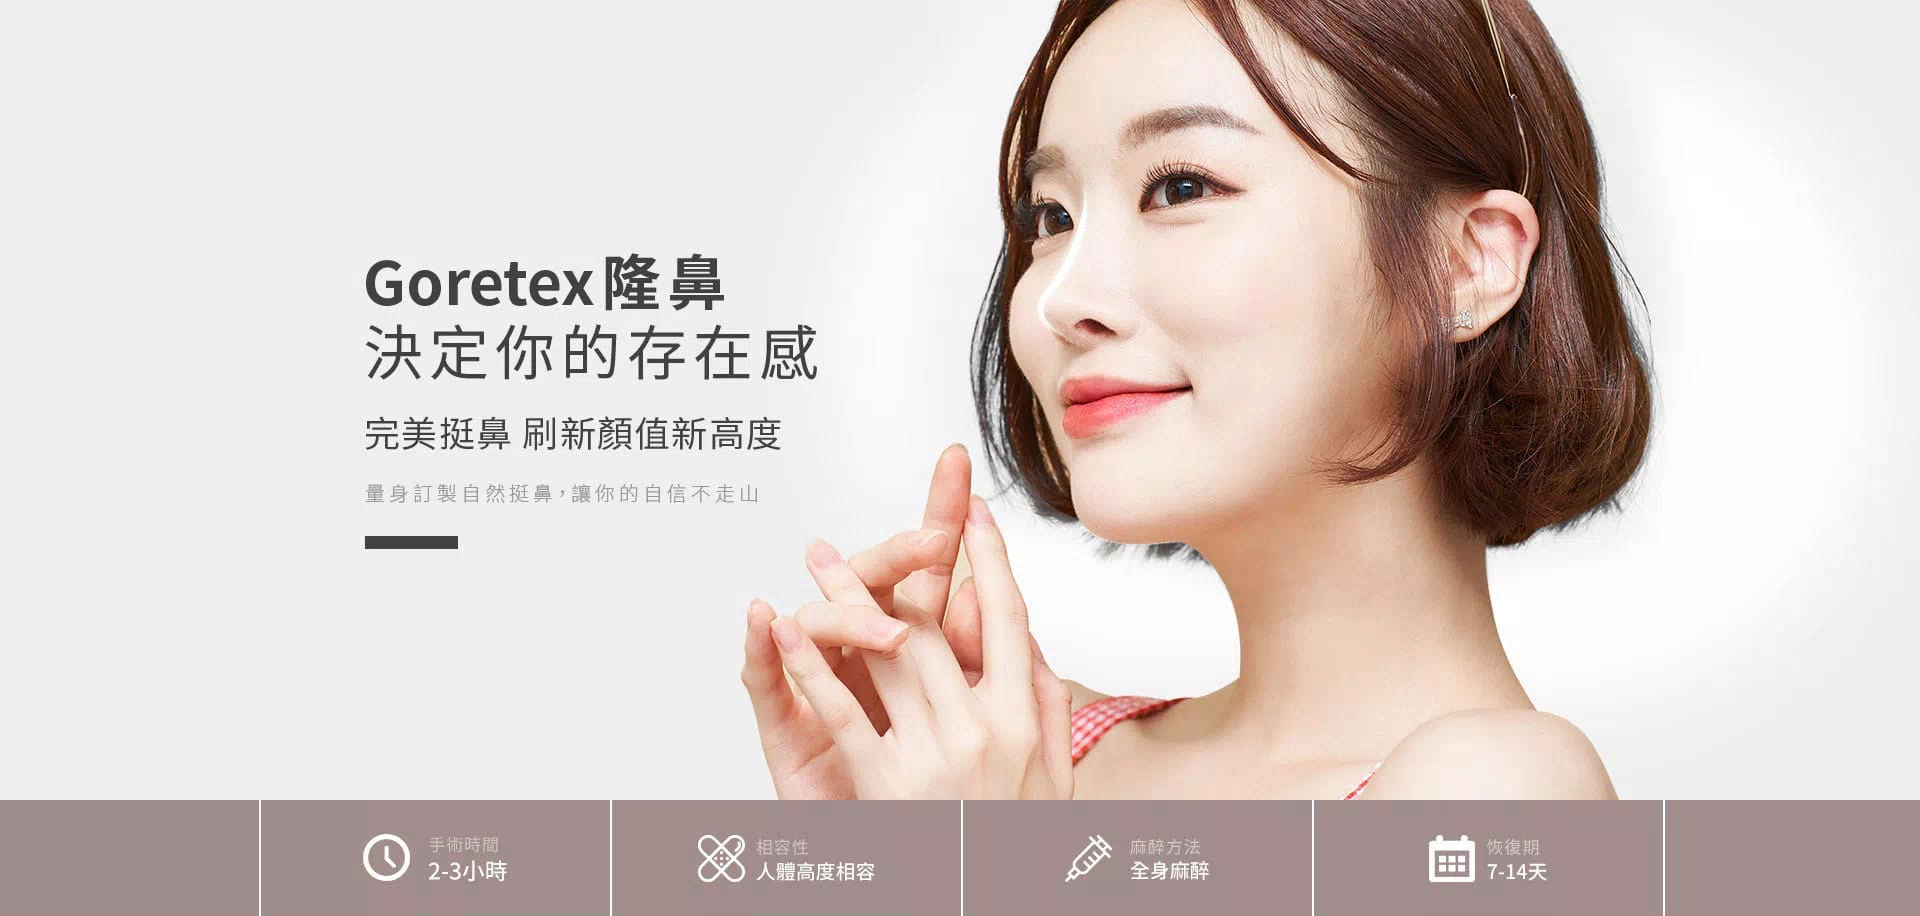 Goretex隆鼻
決定你的存在感
完美挺鼻 刷新顏值新高度
量身訂製自然挺鼻,讓你的自信不走山
手術時間
2-3小時
相容性
人體高度相容
麻醉方法
全身麻醉
恢復期
7-14天